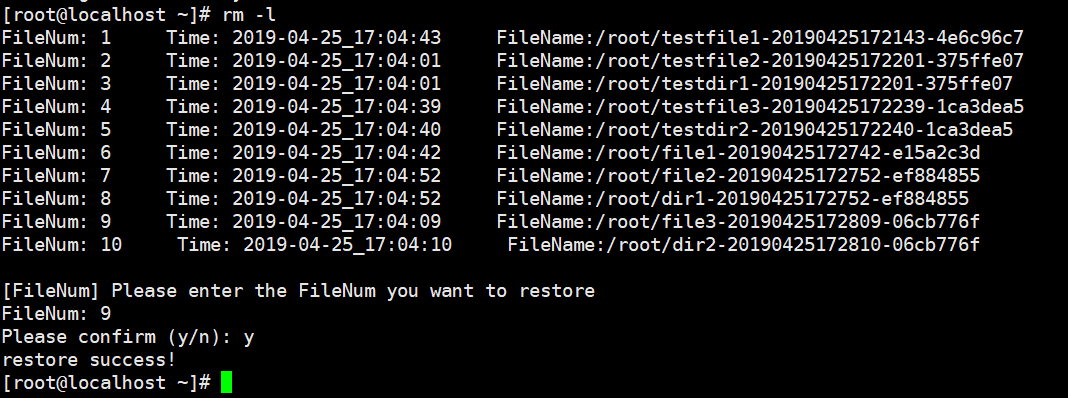 [root@localhost ~]# rm -l
FileNum: 1     Time: 2019-04-25_17:04:43     FileName:/root/testfile1-20190425172143-4e6c96c7
FileNum: 2     Time: 2019-04-25_17:04:01     FileName:/root/testfile2-20190425172201-375ffe07
FileNum: 3     Time: 2019-04-25_17:04:01     FileName:/root/testdir1-20190425172201-375ffe07
FileNum: 4     Time: 2019-04-25_17:04:39     FileName:/root/testfile3-20190425172239-1ca3dea5
FileNum: 5     Time: 2019-04-25_17:04:40     FileName:/root/testdir2-20190425172240-1ca3dea5
FileNum: 6     Time: 2019-04-25_17:04:42     FileName:/root/file1-20190425172742-e15a2c3d
FileNum: 7     Time: 2019-04-25_17:04:52     FileName:/root/file2-20190425172752-ef884855
FileNum: 8     Time: 2019-04-25_17:04:52     FileName:/root/dir1-20190425172752-ef884855
FileNum: 9     Time: 2019-04-25_17:04:09     FileName:/root/file3-20190425172809-06cb776f
FileNum: 10     Time: 2019-04-25_17:04:10     FileName:/root/dir2-20190425172810-06cb776f
[FileNum] Please enter the FileNum you want to restore
FileNum: 9
Please confirm (y/n): y
restore success!
[root@localhost ~]#